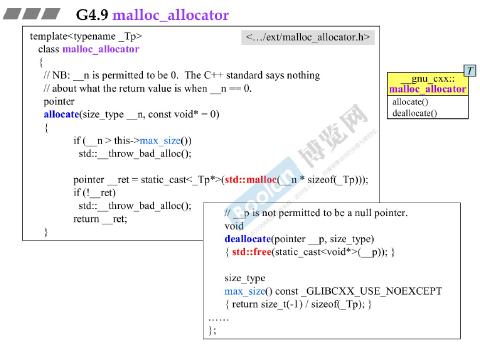 G4.9 malloc_allocator
template<typename _Tp>
<…/ext/malloc_allocator.h>
class malloc_allocator
{
// NB: __n is permitted to be 0.  The C++ standard says nothing
// about what the return value is when __n == 0.
pointer
allocate(size_type __n, const void* = 0)
{
if (__n > this->max_size())
std::__throw_bad_alloc();
pointer __ret = static_cast<_Tp*>(std::malloc(__n * sizeof(_Tp)));
if (!__ret)
std::__throw_bad_alloc();
return __ret;
}
T
__gnu_cxx::
malloc_allocator
allocate()
deallocate()
// __p is not permitted to be a null pointer.
void
deallocate(pointer __p, size_type)
{ std::free(static_cast<void*>(__p)); }
size_type
max_size() const _GLIBCXX_USE_NOEXCEPT
{ return size_t(-1) / sizeof(_Tp); }
……
};
Boolan 博览网